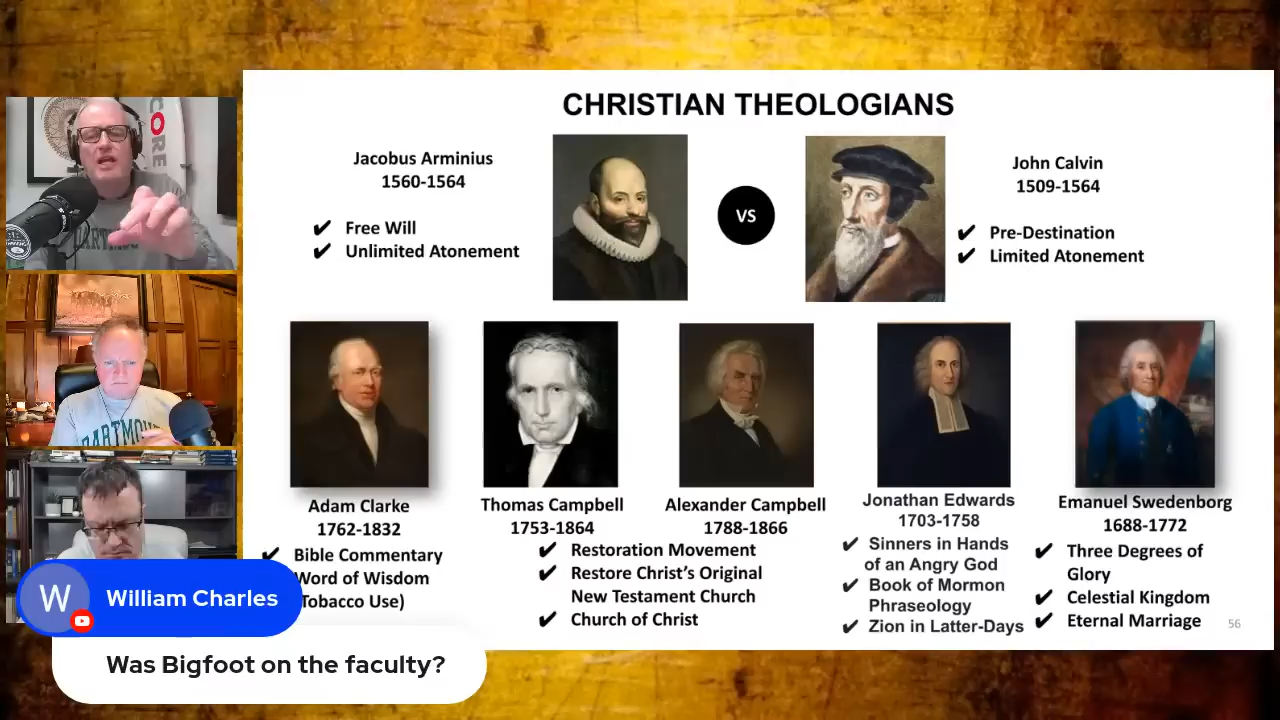 CHRISTIAN THEOLOGIANS
Jacobus Arminius
1560-1564
✔ Free Will
✔ Unlimited Atonement
VS
John Calvin
1509-1564
✔ Pre-Destination
✔ Limited Atonement
Adam Clarke
1762-1832
✔ Bible Commentary
Word of Wisdom
Tobacco Use)
Thomas Campbell
1753-1864
Alexander Campbell
1788-1866
✔ Restoration Movement
✔ Restore Christ's Original
New Testament Church
✔ Church of Christ
Jonathan Edwards
1703-1758
✔ Sinners in Hands
of an Angry God
✔ Book of Mormon
Phraseology
✔ Zion in Latter-Days
Emanuel Swedenborg
1688-1772
✔ Three Degrees of
Glory
✔ Celestial Kingdom
✔ Eternal Marriage
56
CORE
DARTMOU
W
William Charles
Was Bigfoot on the faculty?